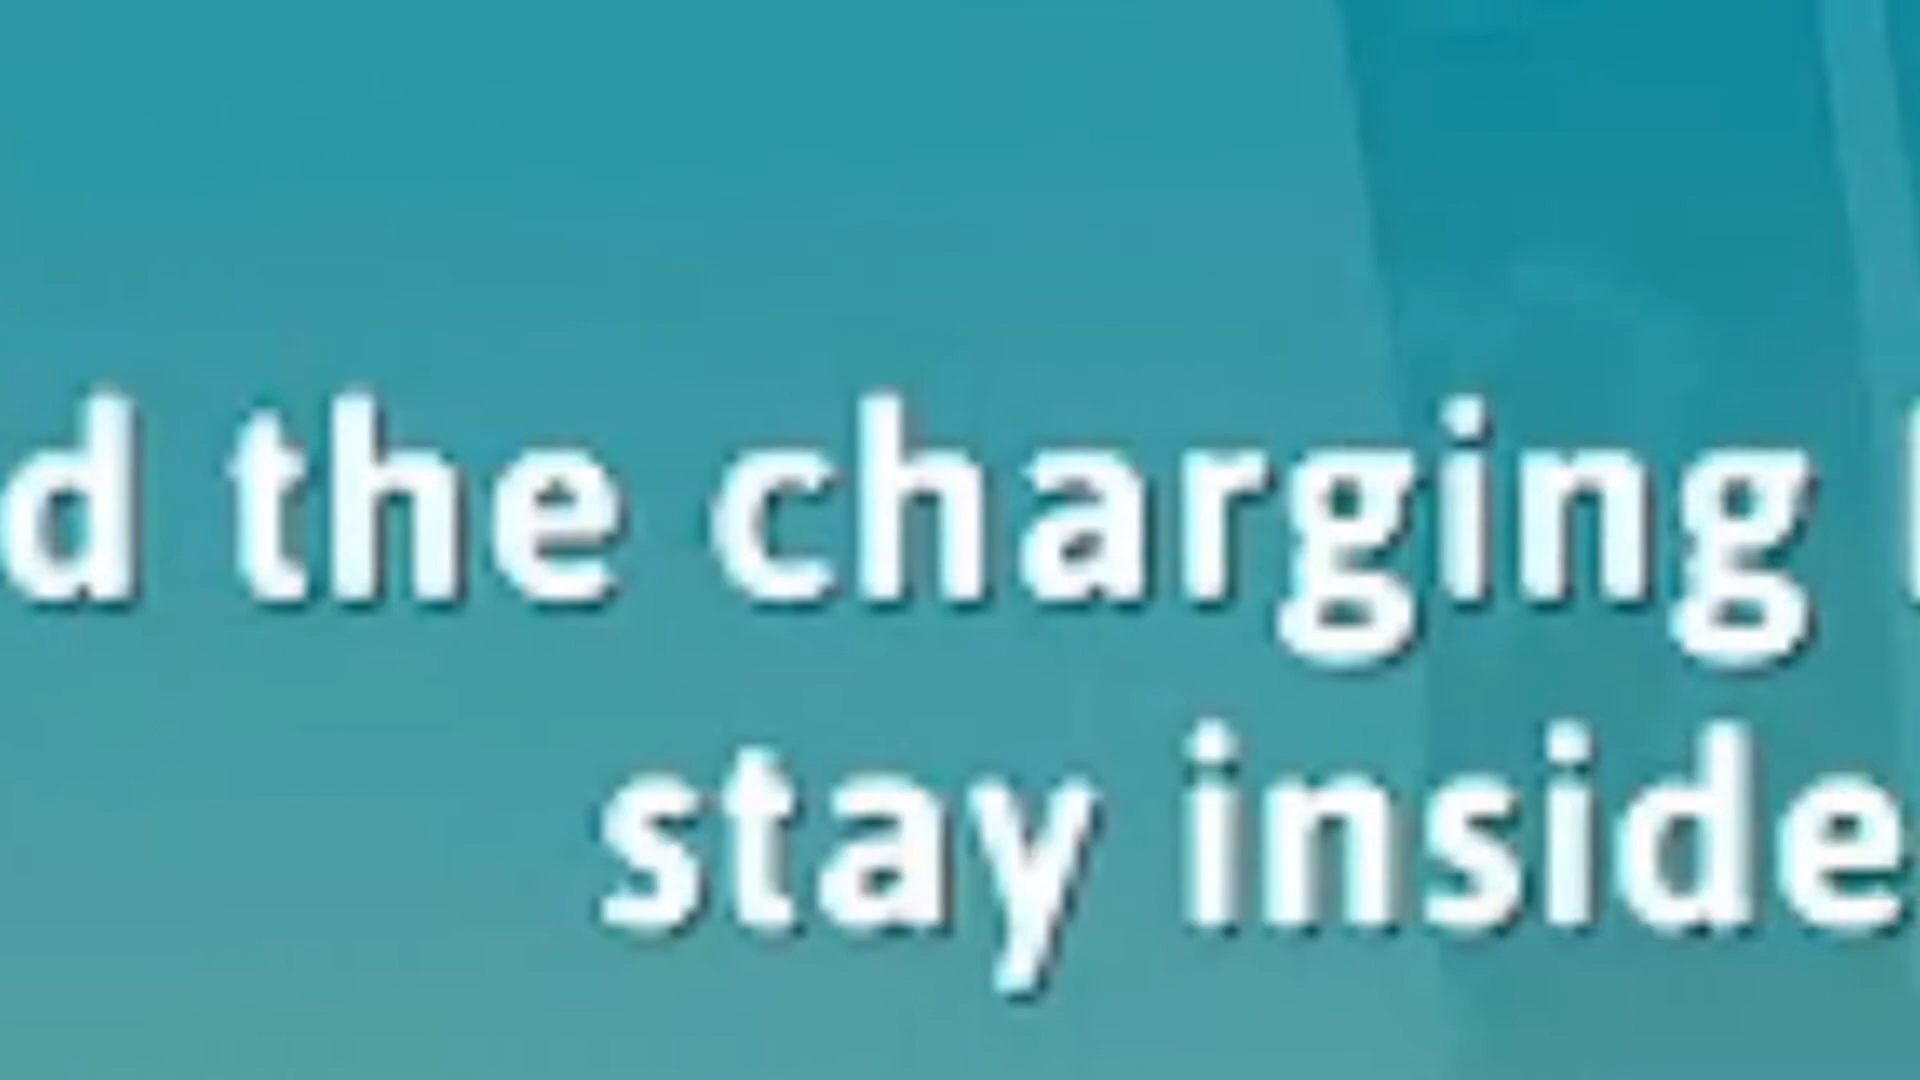 d the charging
stay inside